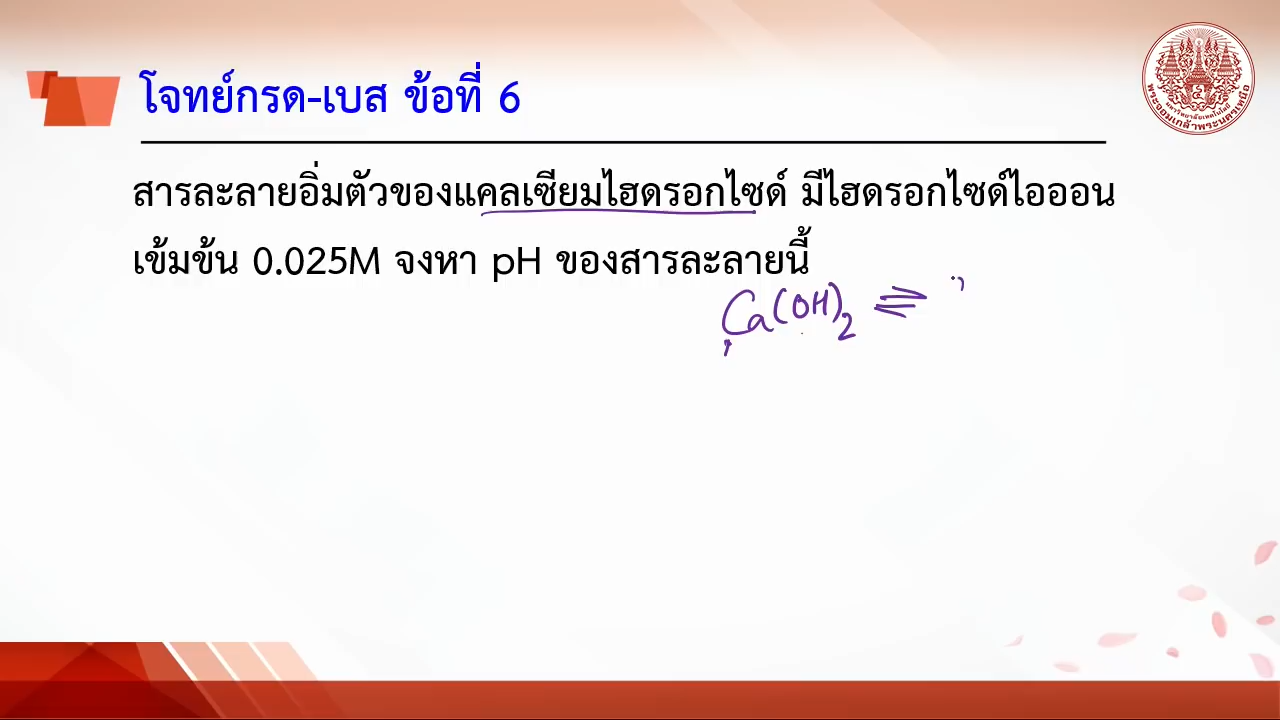 โจทย์กรด-เบส ข้อที่ 6
สารละลายอิ่มตัวของแคลเซียมไฮดรอกไซด์ มีไฮดรอกไซด์ไอออน
เข้มข้น 0.025M จงหา pH ของสารละลายนี้
Ca(OH)2 ⇌